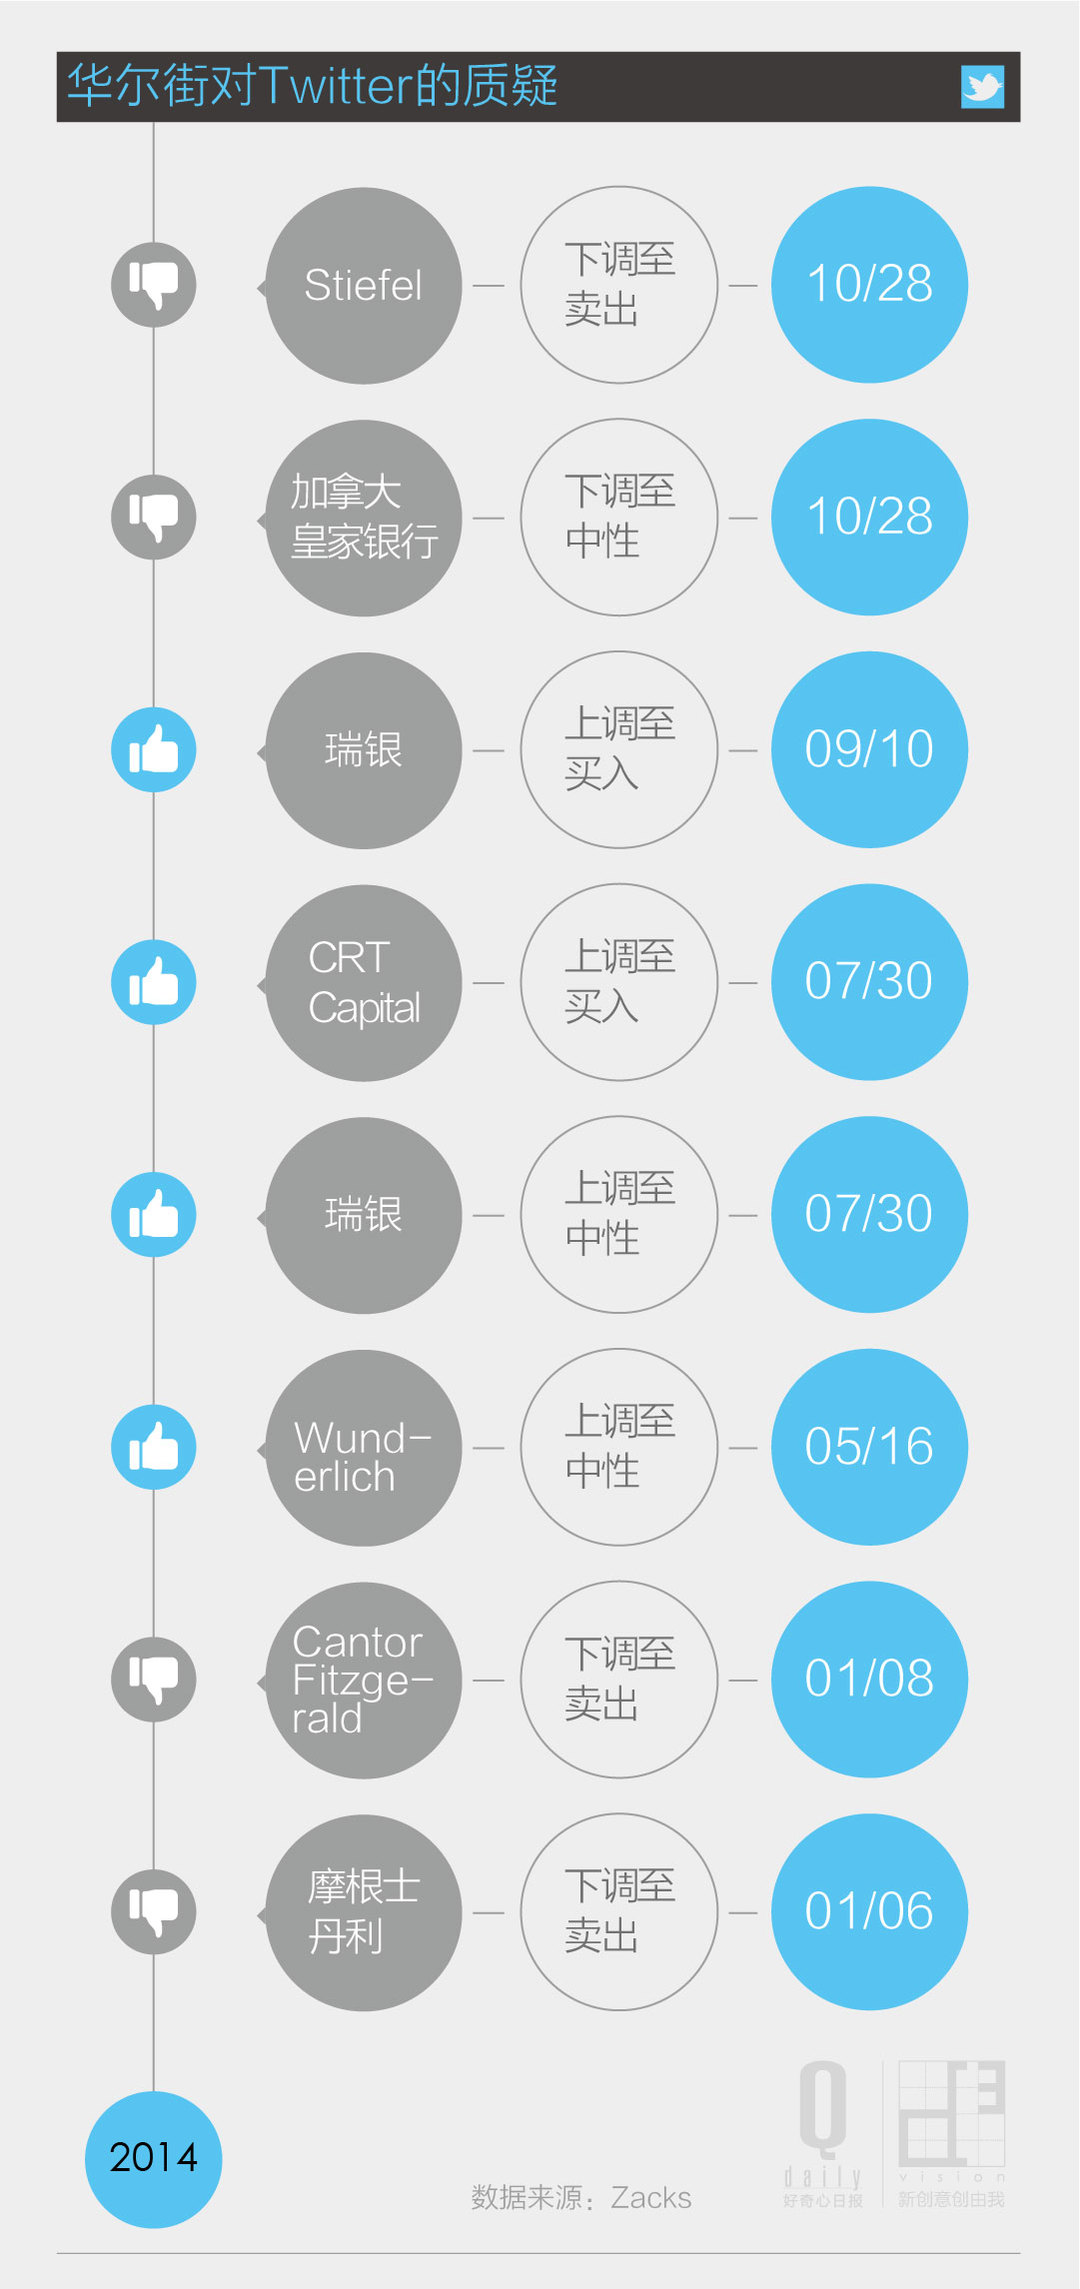 华尔街对Twitter的质疑
Stiefel
下调至
卖出
10/28
加拿大
皇家银行
下调至
中性
10/28
瑞银
上调至
买入
09/10
CRT
Capital
上调至
买入
07/30
瑞银
上调至
中性
07/30
Wund-
erlich
上调至
中性
05/16
Cantor
Fitzge-
rald
下调至
卖出
01/08
摩根士
丹利
下调至
卖出
01/06
2014
数据来源：Zacks
Q
daily
好奇心日报
vision
新创意创由我